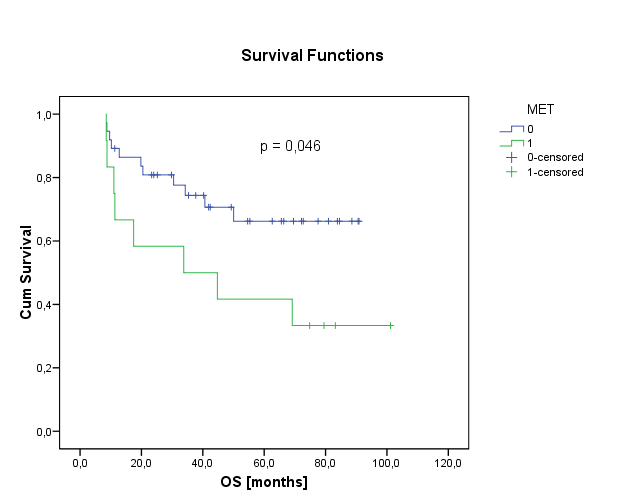 Survival Functions
MET
0
1
0-censored
1-censored
p = 0,046
1,0
0,8
0,6
0,4
0,2
0,0
Cum Survival
0,0 20,0 40,0 60,0 80,0 100,0 120,0
OS [months]